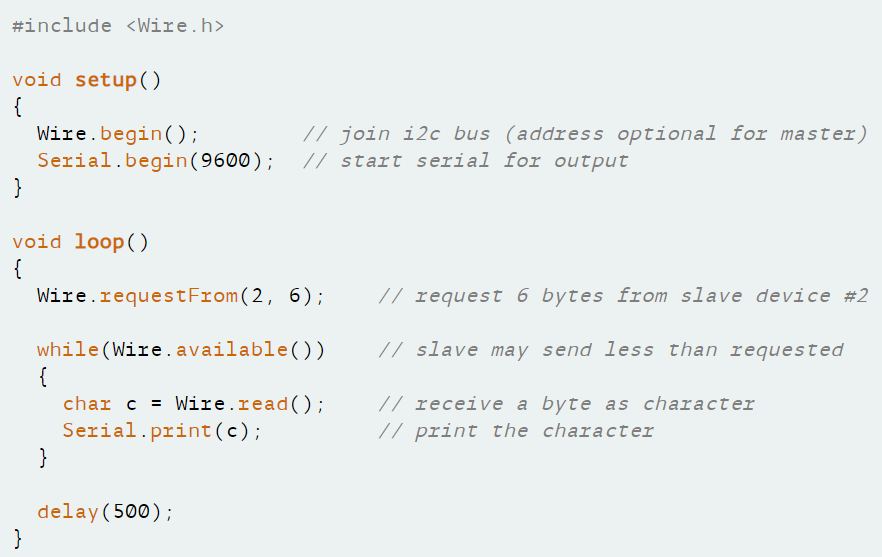 #include <Wire.h>

void setup()
{
  Wire.begin();        // join i2c bus (address optional for master)
  Serial.begin(9600);  // start serial for output
}

void loop()
{
  Wire.requestFrom(2, 6);    // request 6 bytes from slave device #2

  while(Wire.available())    // slave may send less than requested
  {
    char c = Wire.read();    // receive a byte as character
    Serial.print(c);         // print the character
  }

  delay(500);
}